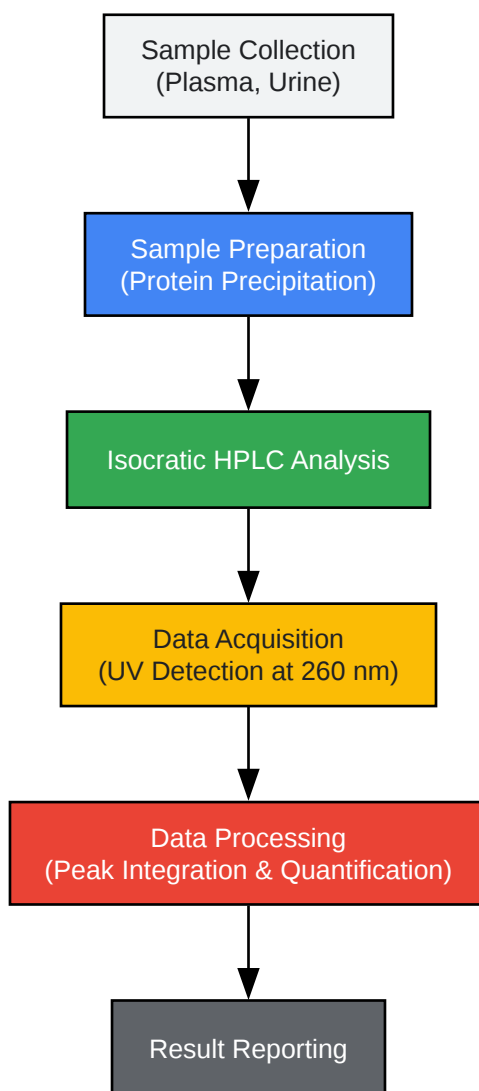 Sample Collection
(Plasma, Urine)
Sample Preparation
(Protein Precipitation)
Isocratic HPLC Analysis
Data Acquisition
(UV Detection at 260 nm)
Data Processing
(Peak Integration & Quantification)
Result Reporting